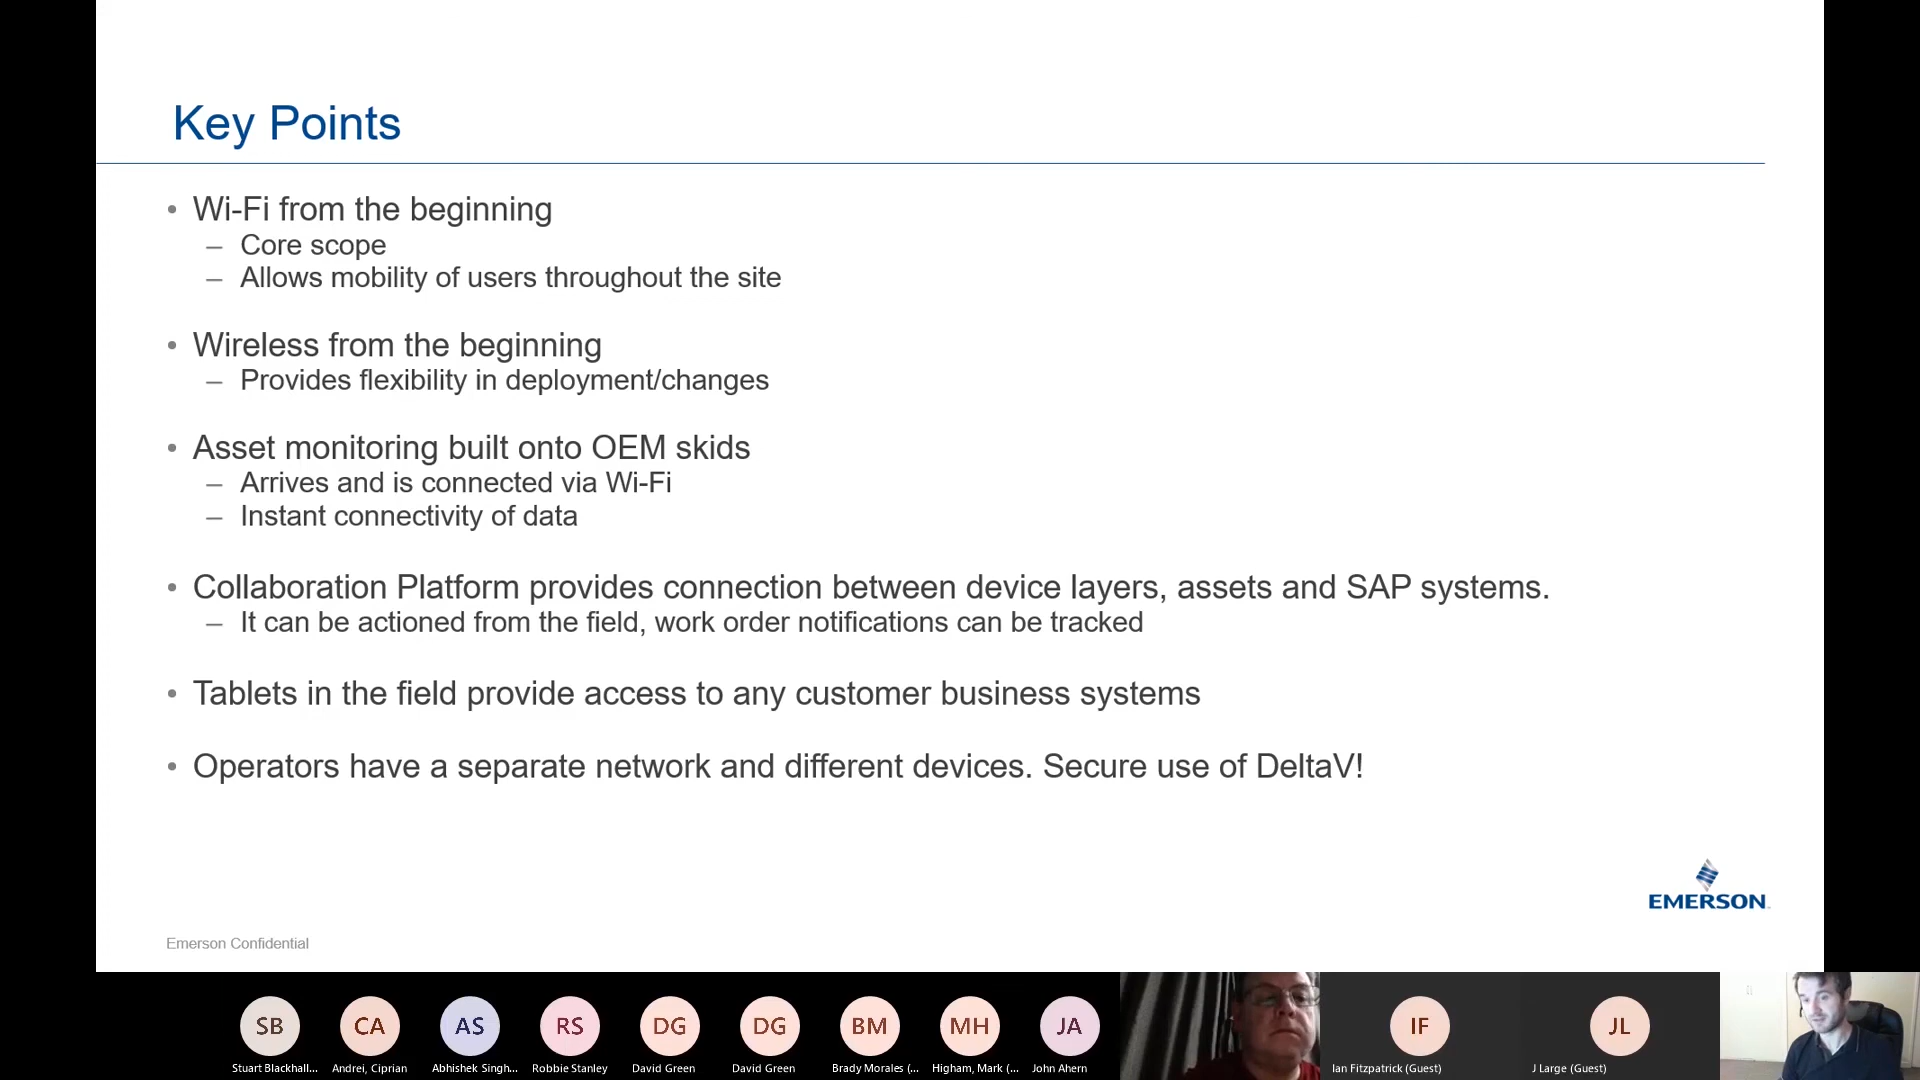 Key Points
• Wi-Fi from the beginning
– Core scope
– Allows mobility of users throughout the site
• Wireless from the beginning
– Provides flexibility in deployment/changes
• Asset monitoring built onto OEM skids
– Arrives and is connected via Wi-Fi
– Instant connectivity of data
• Collaboration Platform provides connection between device layers, assets and SAP systems.
– It can be actioned from the field, work order notifications can be tracked
• Tablets in the field provide access to any customer business systems
• Operators have a separate network and different devices. Secure use of DeltaV!
EMERSON
Emerson Confidential
SB CA AS RS DG DG BM MH JA IF JL
Stuart Blackhall... Andrei, Ciprian Abhishek Singh... Robbie Stanley David Green David Green Brady Morales (... Higham, Mark (... John Ahern Ian Fitzpatrick (Guest) J Large (Guest)